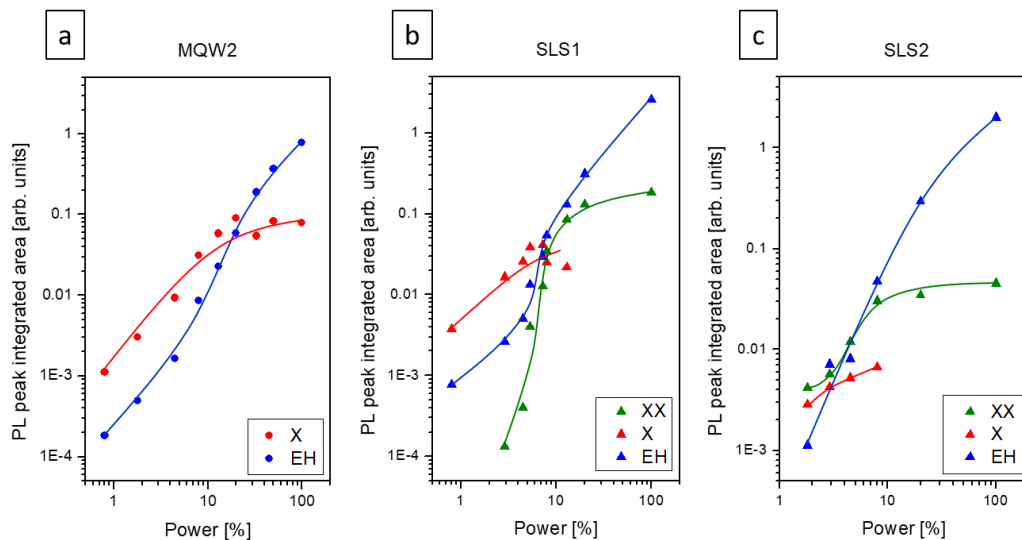 a
MQW2
PL peak integrated area [arb. units]
1
0.1
0.01
1E-3
1E-4
1
10
100
Power [%]
X
EH
b
SLS1
PL peak integrated area [arb. units]
1
0.1
0.01
1E-3
1E-4
1
10
100
Power [%]
XX
X
EH
c
SLS2
PL peak integrated area [arb. units]
1
0.1
0.01
1E-3
1
10
100
Power [%]
XX
X
EH